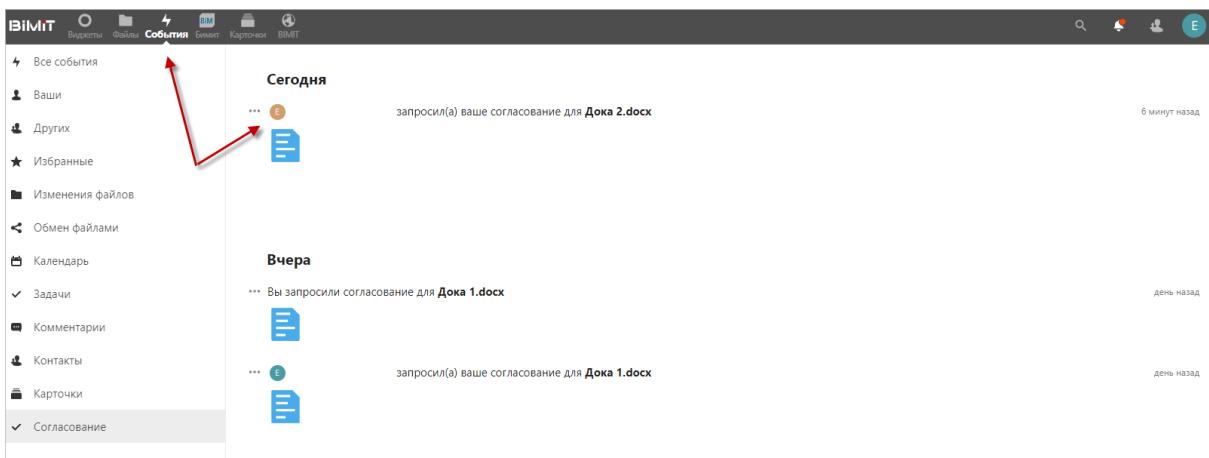 BIMIT Виджеты Файлы События BIM Бимит Карточки BIMIT E
Все события
Ваши
Других
Избранные
Изменения файлов
Обмен файлами
Календарь
Задачи
Комментарии
Контакты
Карточки
Согласование
Сегодня
E запросил(а) ваше согласование для Дока 2.docx 6 минут назад
Вчера
Вы запросили согласование для Дока 1.docx день назад
E запросил(а) ваше согласование для Дока 1.docx день назад